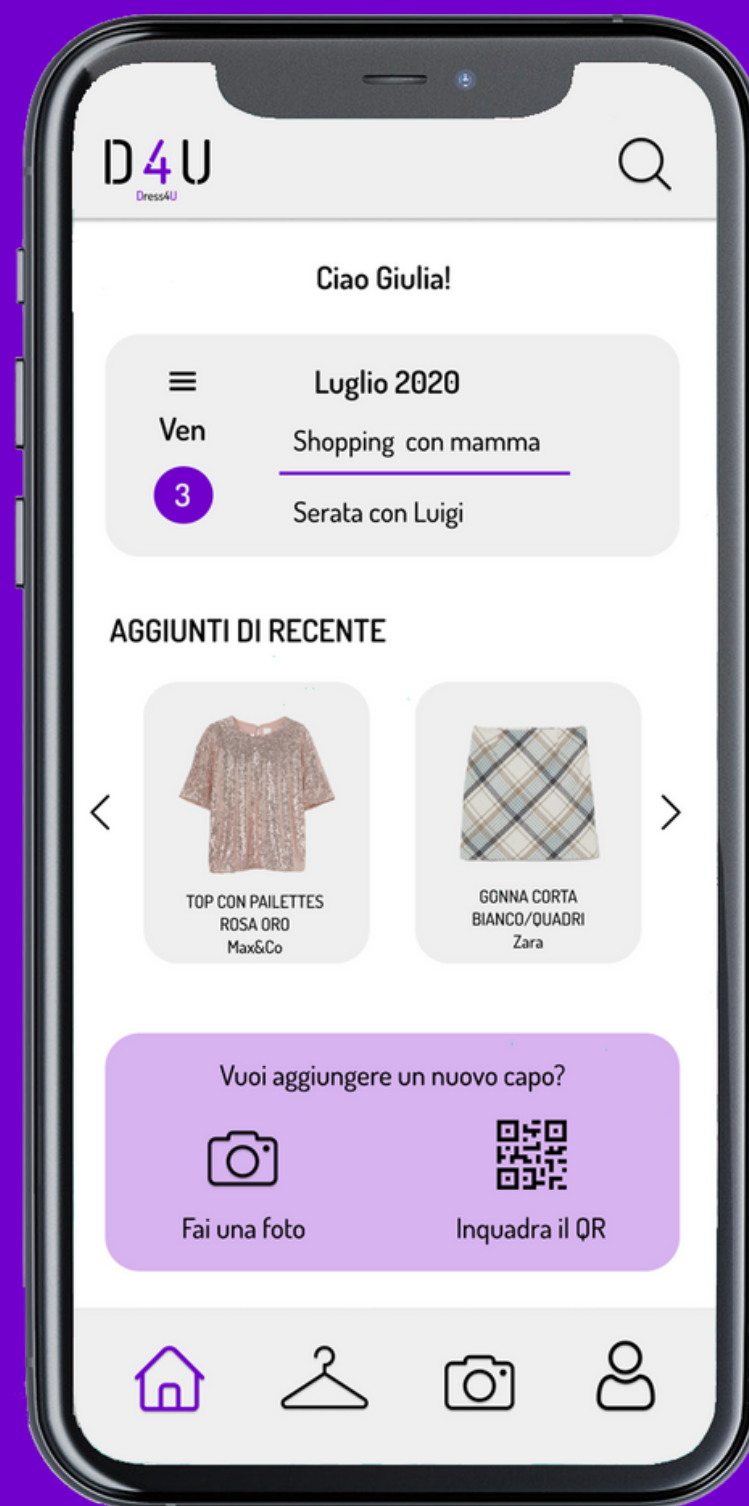 D4U
Dress4U
Ciao Giulia!
Luglio 2020
Ven
Shopping con mamma
3
Serata con Luigi
AGGIUNTI DI RECENTE
TOP CON PAILETTES
ROSA ORO
Max&Co
GONNA CORTA
BIANCO/QUADRI
Zara
Vuoi aggiungere un nuovo capo?
Fai una foto
Inquadra il QR